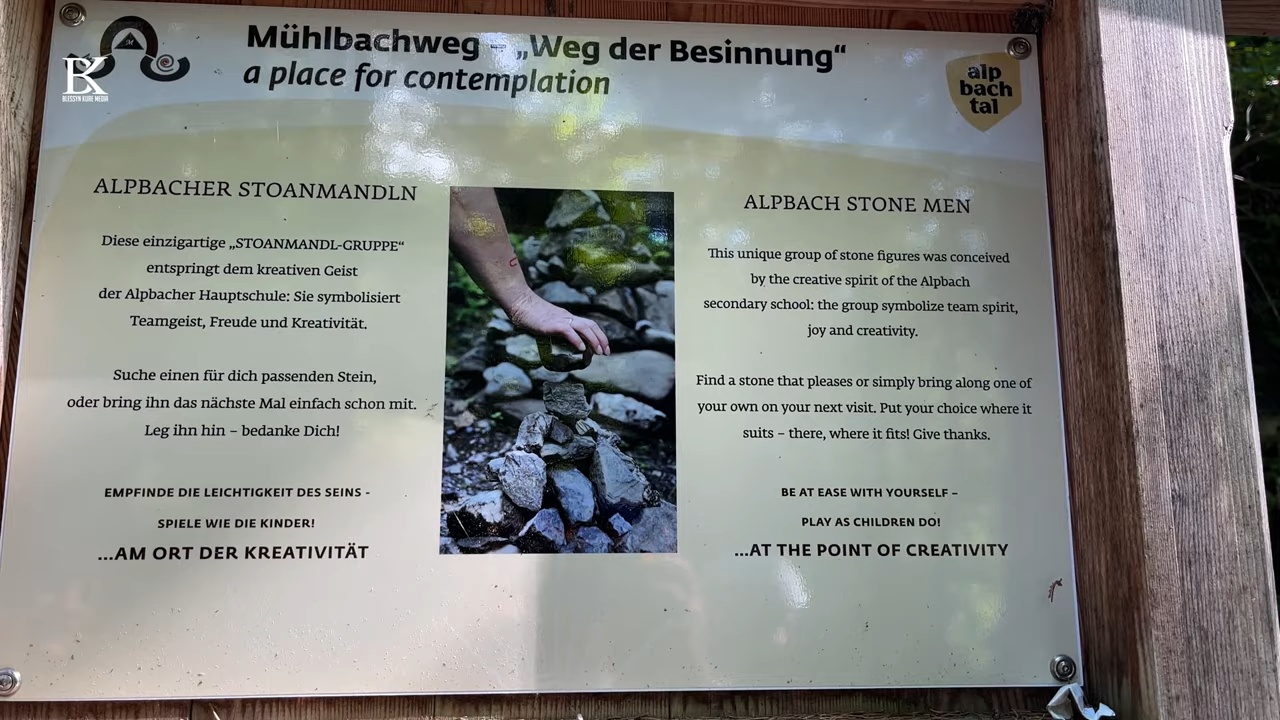 Mühlbachweg – „Weg der Besinnung“
a place for contemplation
BK
BLESSYN KURE MEDIA
alp
bach
tal
ALPBACHER STOANMANDLN
Diese einzigartige „STOANMANDL-GRUPPE“
entspringt dem kreativen Geist
der Alpbacher Hauptschule: Sie symbolisiert
Teamgeist, Freude und Kreativität.
Suche einen für dich passenden Stein,
oder bring ihn das nächste Mal einfach schon mit.
Leg ihn hin – bedanke Dich!
EMPFINDE DIE LEICHTIGKEIT DES SEINS -
SPIELE WIE DIE KINDER!
...AM ORT DER KREATIVITÄT
ALPBACH STONE MEN
This unique group of stone figures was conceived
by the creative spirit of the Alpbach
secondary school: the group symbolize team spirit,
joy and creativity.
Find a stone that pleases or simply bring along one of
your own on your next visit. Put your choice where it
suits – there, where it fits! Give thanks.
BE AT EASE WITH YOURSELF –
PLAY AS CHILDREN DO!
...AT THE POINT OF CREATIVITY